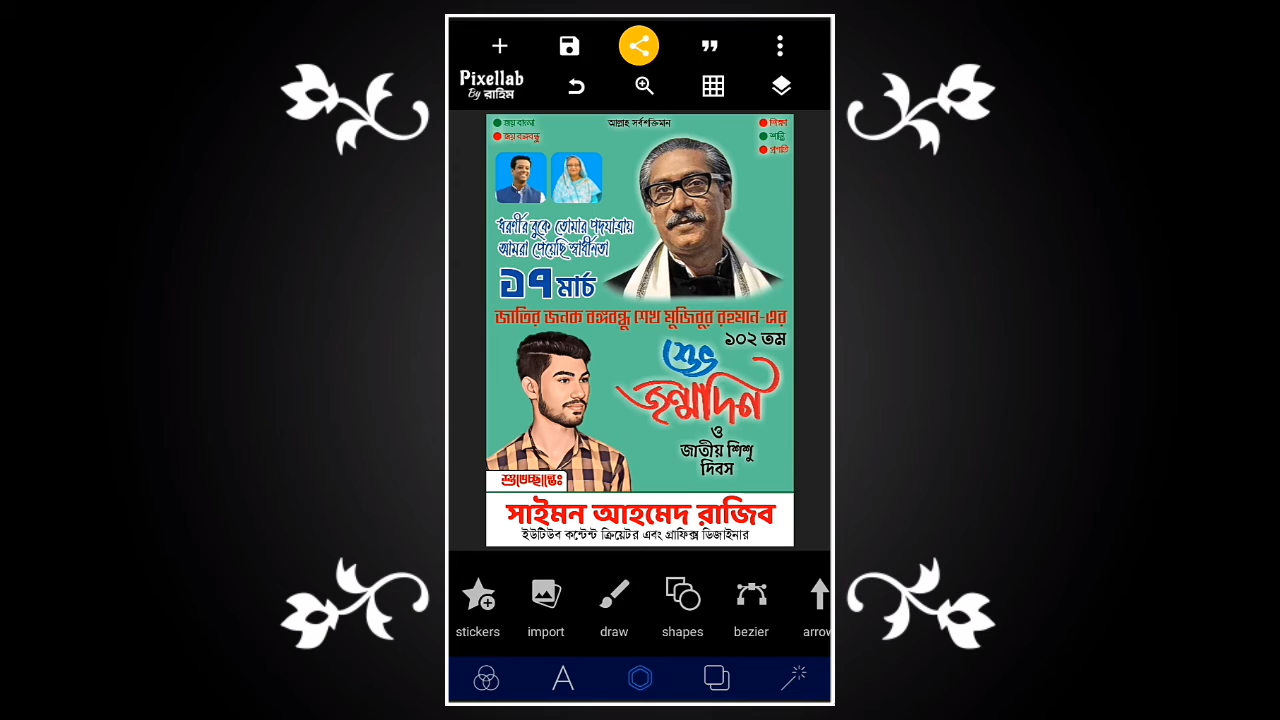 Pixellab
By রাহিম
জয় বাংলা
জয় বঙ্গবন্ধু
আল্লাহ সর্বশক্তিমান
শিক্ষা
শান্তি
প্রগতি
ধরণীর বুকে তোমার পদযাত্রায়
আমরা পেয়েছি স্বাধীনতা
১৭ মার্চ
জাতির জনক বঙ্গবন্ধু শেখ মুজিবুর রহমান-এর
১০২ তম
শুভ
জন্মদিন
ও
জাতীয় শিশু
দিবস
শুভেচ্ছান্তেঃ
সাইমন আহমেদ রাজিব
ইউটিউব কন্টেন্ট ক্রিয়েটর এবং গ্রাফিক্স ডিজাইনার
stickers import draw shapes bezier arrow